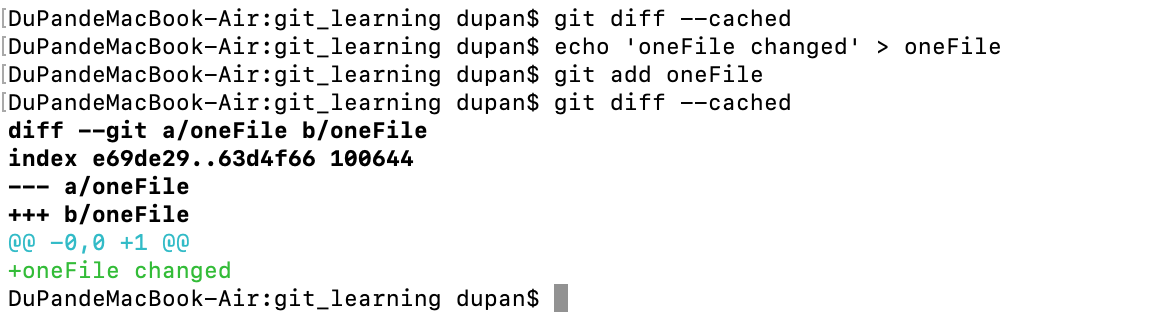 [DuPandeMacBook-Air:git_learning dupan$ git diff --cached
[DuPandeMacBook-Air:git_learning dupan$ echo 'oneFile changed' > oneFile
[DuPandeMacBook-Air:git_learning dupan$ git add oneFile
[DuPandeMacBook-Air:git_learning dupan$ git diff --cached
diff --git a/oneFile b/oneFile
index e69de29..63d4f66 100644
--- a/oneFile
+++ b/oneFile
@@ -0,0 +1 @@
+oneFile changed
DuPandeMacBook-Air:git_learning dupan$